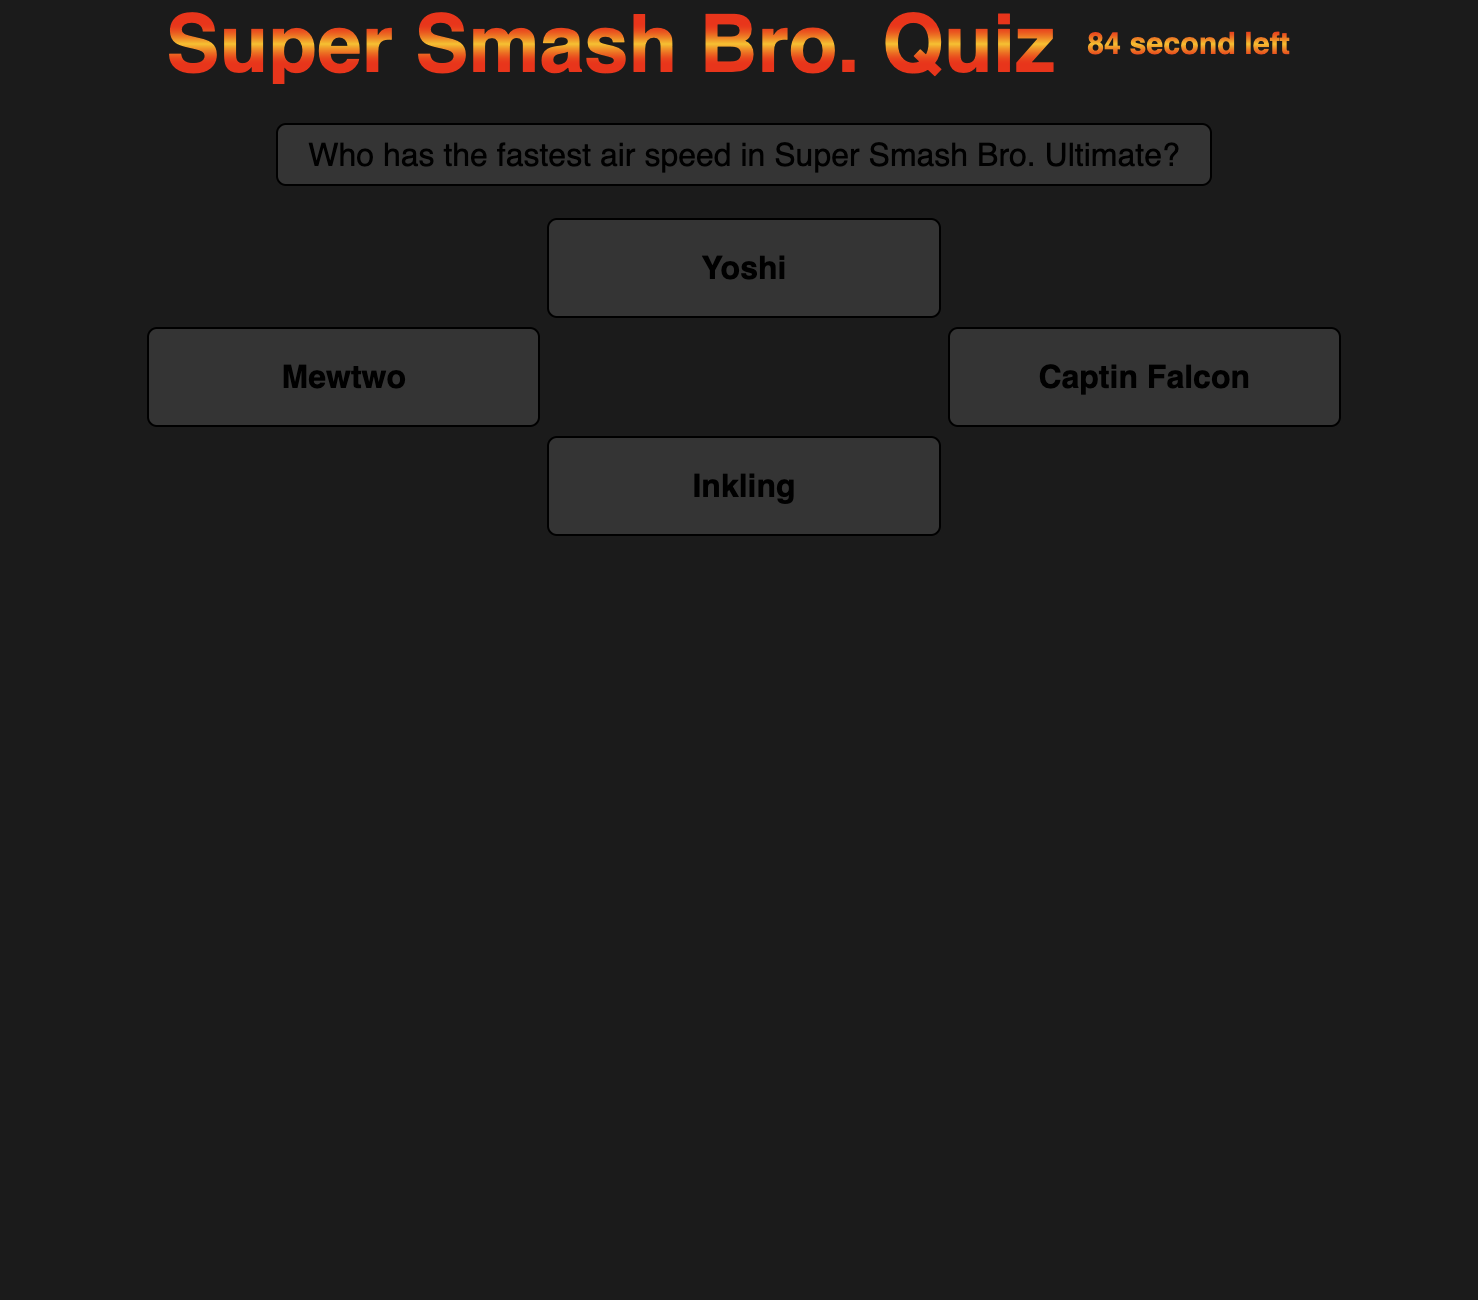 Super Smash Bro. Quiz
84 second left
Who has the fastest air speed in Super Smash Bro. Ultimate?
Yoshi
Mewtwo
Captin Falcon
Inkling